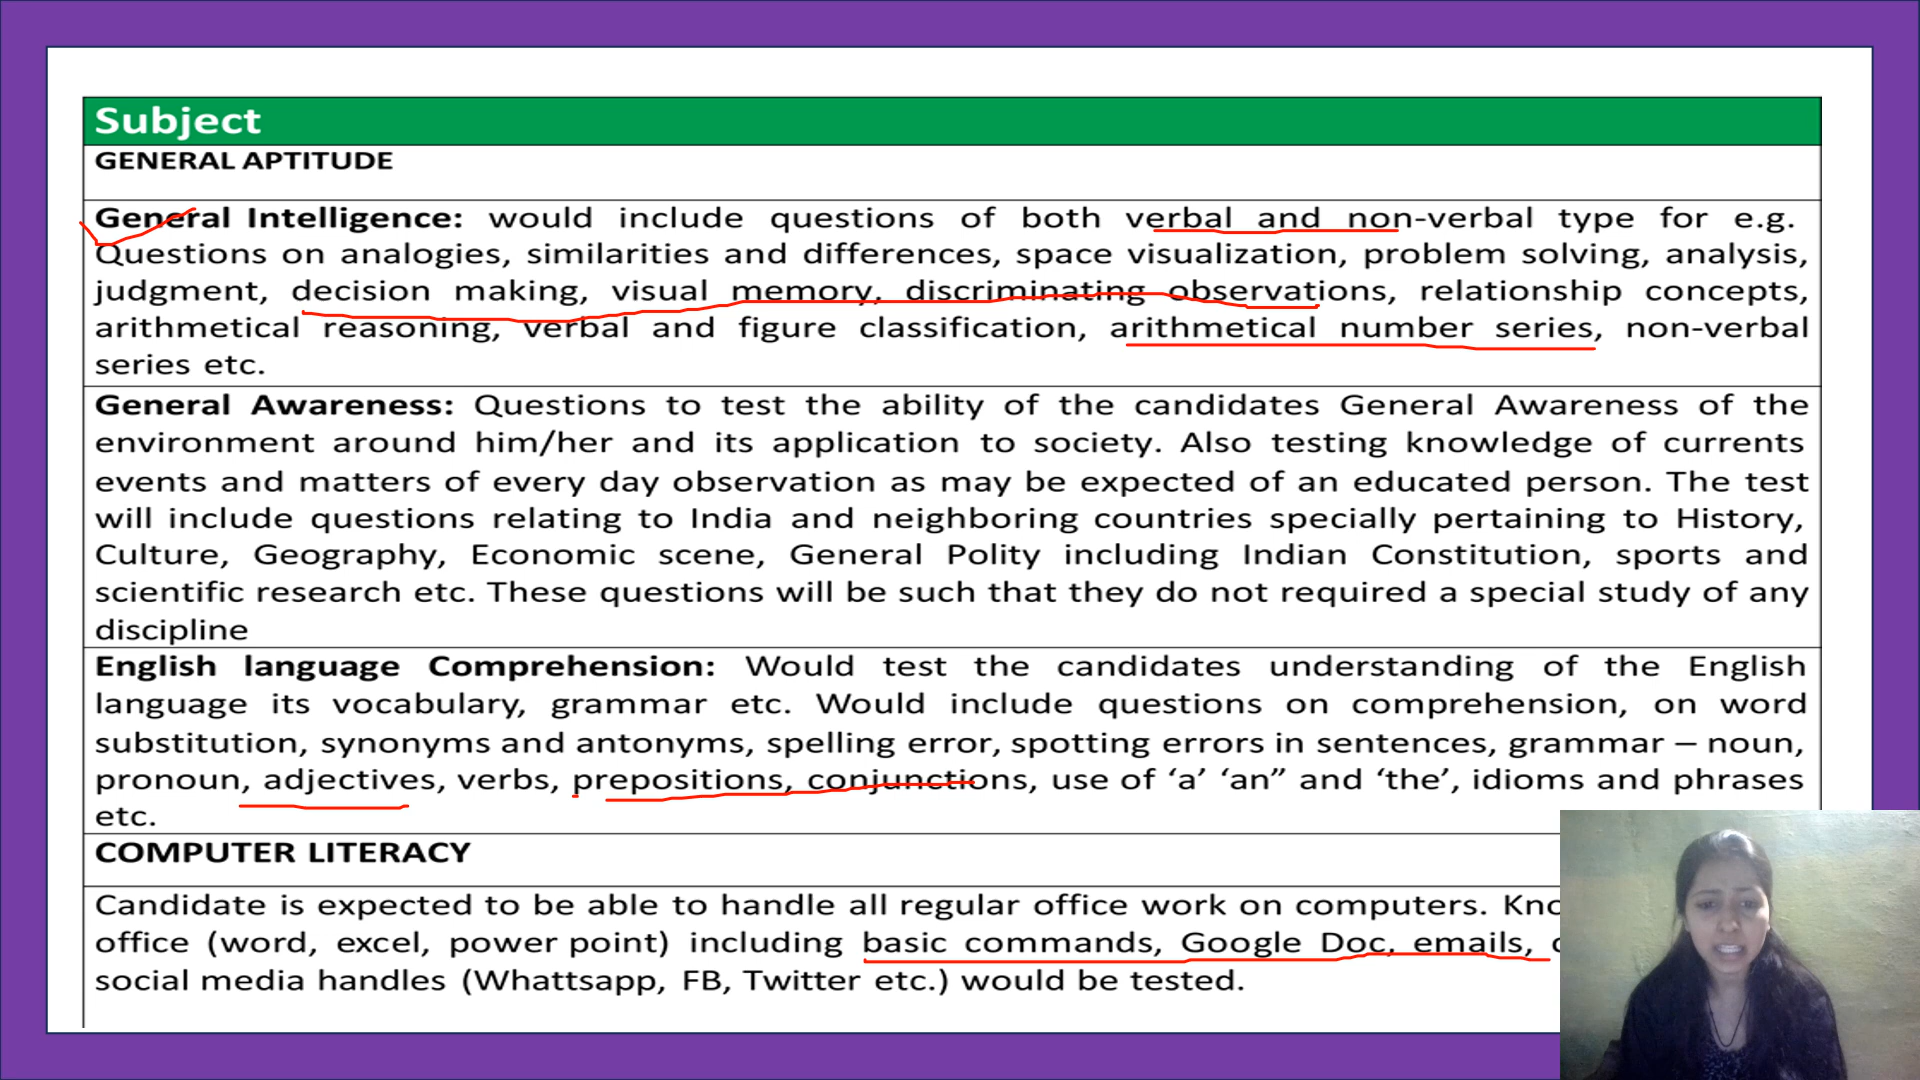 Subject
GENERAL APTITUDE
General Intelligence: would include questions of both verbal and non-verbal type for e.g.
Questions on analogies, similarities and differences, space visualization, problem solving, analysis,
judgment, decision making, visual memory, discriminating observations, relationship concepts,
arithmetical reasoning, verbal and figure classification, arithmetical number series, non-verbal
series etc.
General Awareness: Questions to test the ability of the candidates General Awareness of the
environment around him/her and its application to society. Also testing knowledge of currents
events and matters of every day observation as may be expected of an educated person. The test
will include questions relating to India and neighboring countries specially pertaining to History,
Culture, Geography, Economic scene, General Polity including Indian Constitution, sports and
scientific research etc. These questions will be such that they do not required a special study of any
discipline
English language Comprehension: Would test the candidates understanding of the English
language its vocabulary, grammar etc. Would include questions on comprehension, on word
substitution, synonyms and antonyms, spelling error, spotting errors in sentences, grammar – noun,
pronoun, adjectives, verbs, prepositions, conjunctions, use of ‘a’ ‘an” and ‘the’, idioms and phrases
etc.
COMPUTER LITERACY
Candidate is expected to be able to handle all regular office work on computers.
office (word, excel, power point) including basic commands, Google Doc, emails,
social media handles (Whattsapp, FB, Twitter etc.) would be tested.